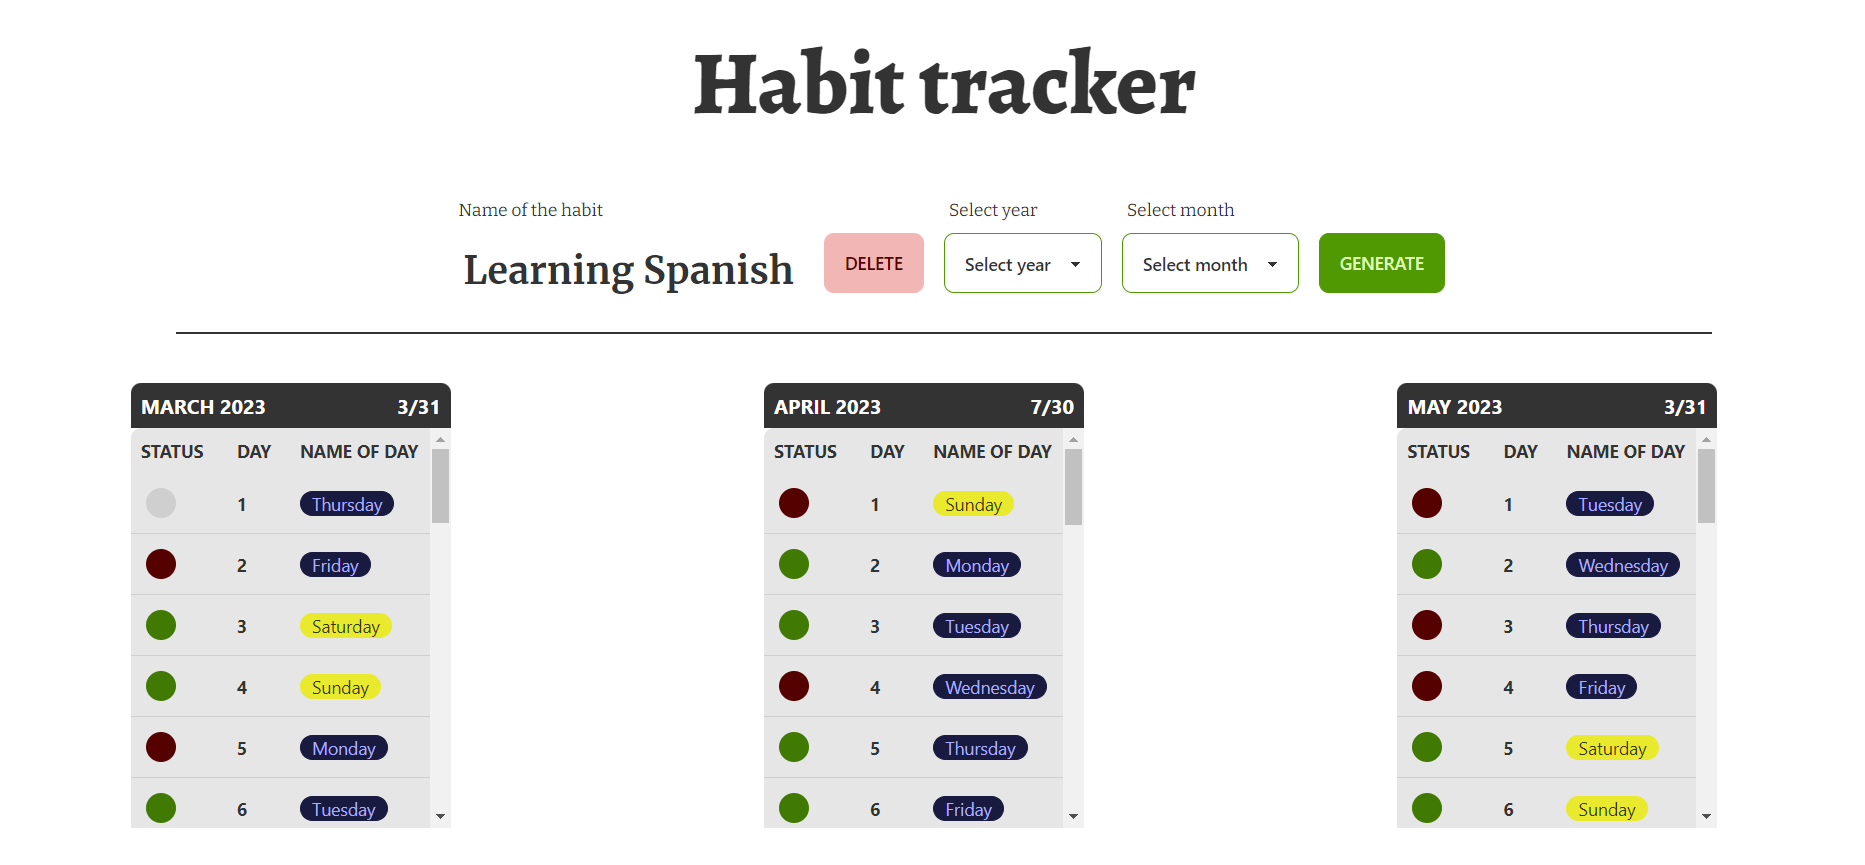 Habit tracker
Name of the habit
Select year
Select month
Learning Spanish
DELETE
Select year
Select month
GENERATE
MARCH 2023 3/31
STATUS DAY NAME OF DAY
1 Thursday
2 Friday
3 Saturday
4 Sunday
5 Monday
6 Tuesday
APRIL 2023 7/30
STATUS DAY NAME OF DAY
1 Sunday
2 Monday
3 Tuesday
4 Wednesday
5 Thursday
6 Friday
MAY 2023 3/31
STATUS DAY NAME OF DAY
1 Tuesday
2 Wednesday
3 Thursday
4 Friday
5 Saturday
6 Sunday